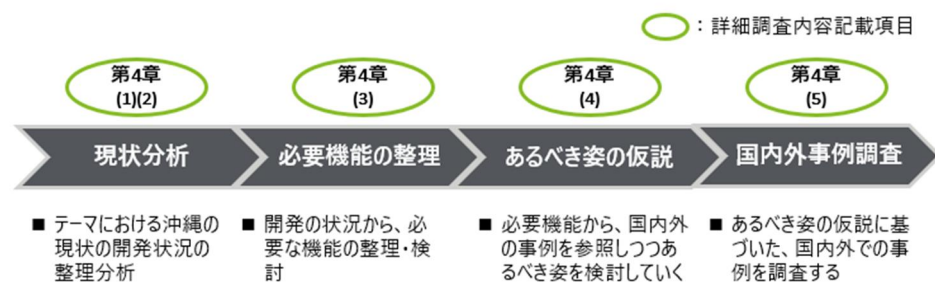 ：詳細調査内容記載項目
第4章
(1)(2)
第4章
(3)
第4章
(4)
第4章
(5)
現状分析
必要機能の整理
あるべき姿の仮説
国内外事例調査
■ テーマにおける沖縄の
現状の開発状況の
整理分析
■ 開発の状況から、必
要な機能の整理・検
討
■ 必要機能から、国内外
の事例を参照しつつあ
るべき姿を検討していく
■ あるべき姿の仮説に基
づいた、国内外での事
例を調査する